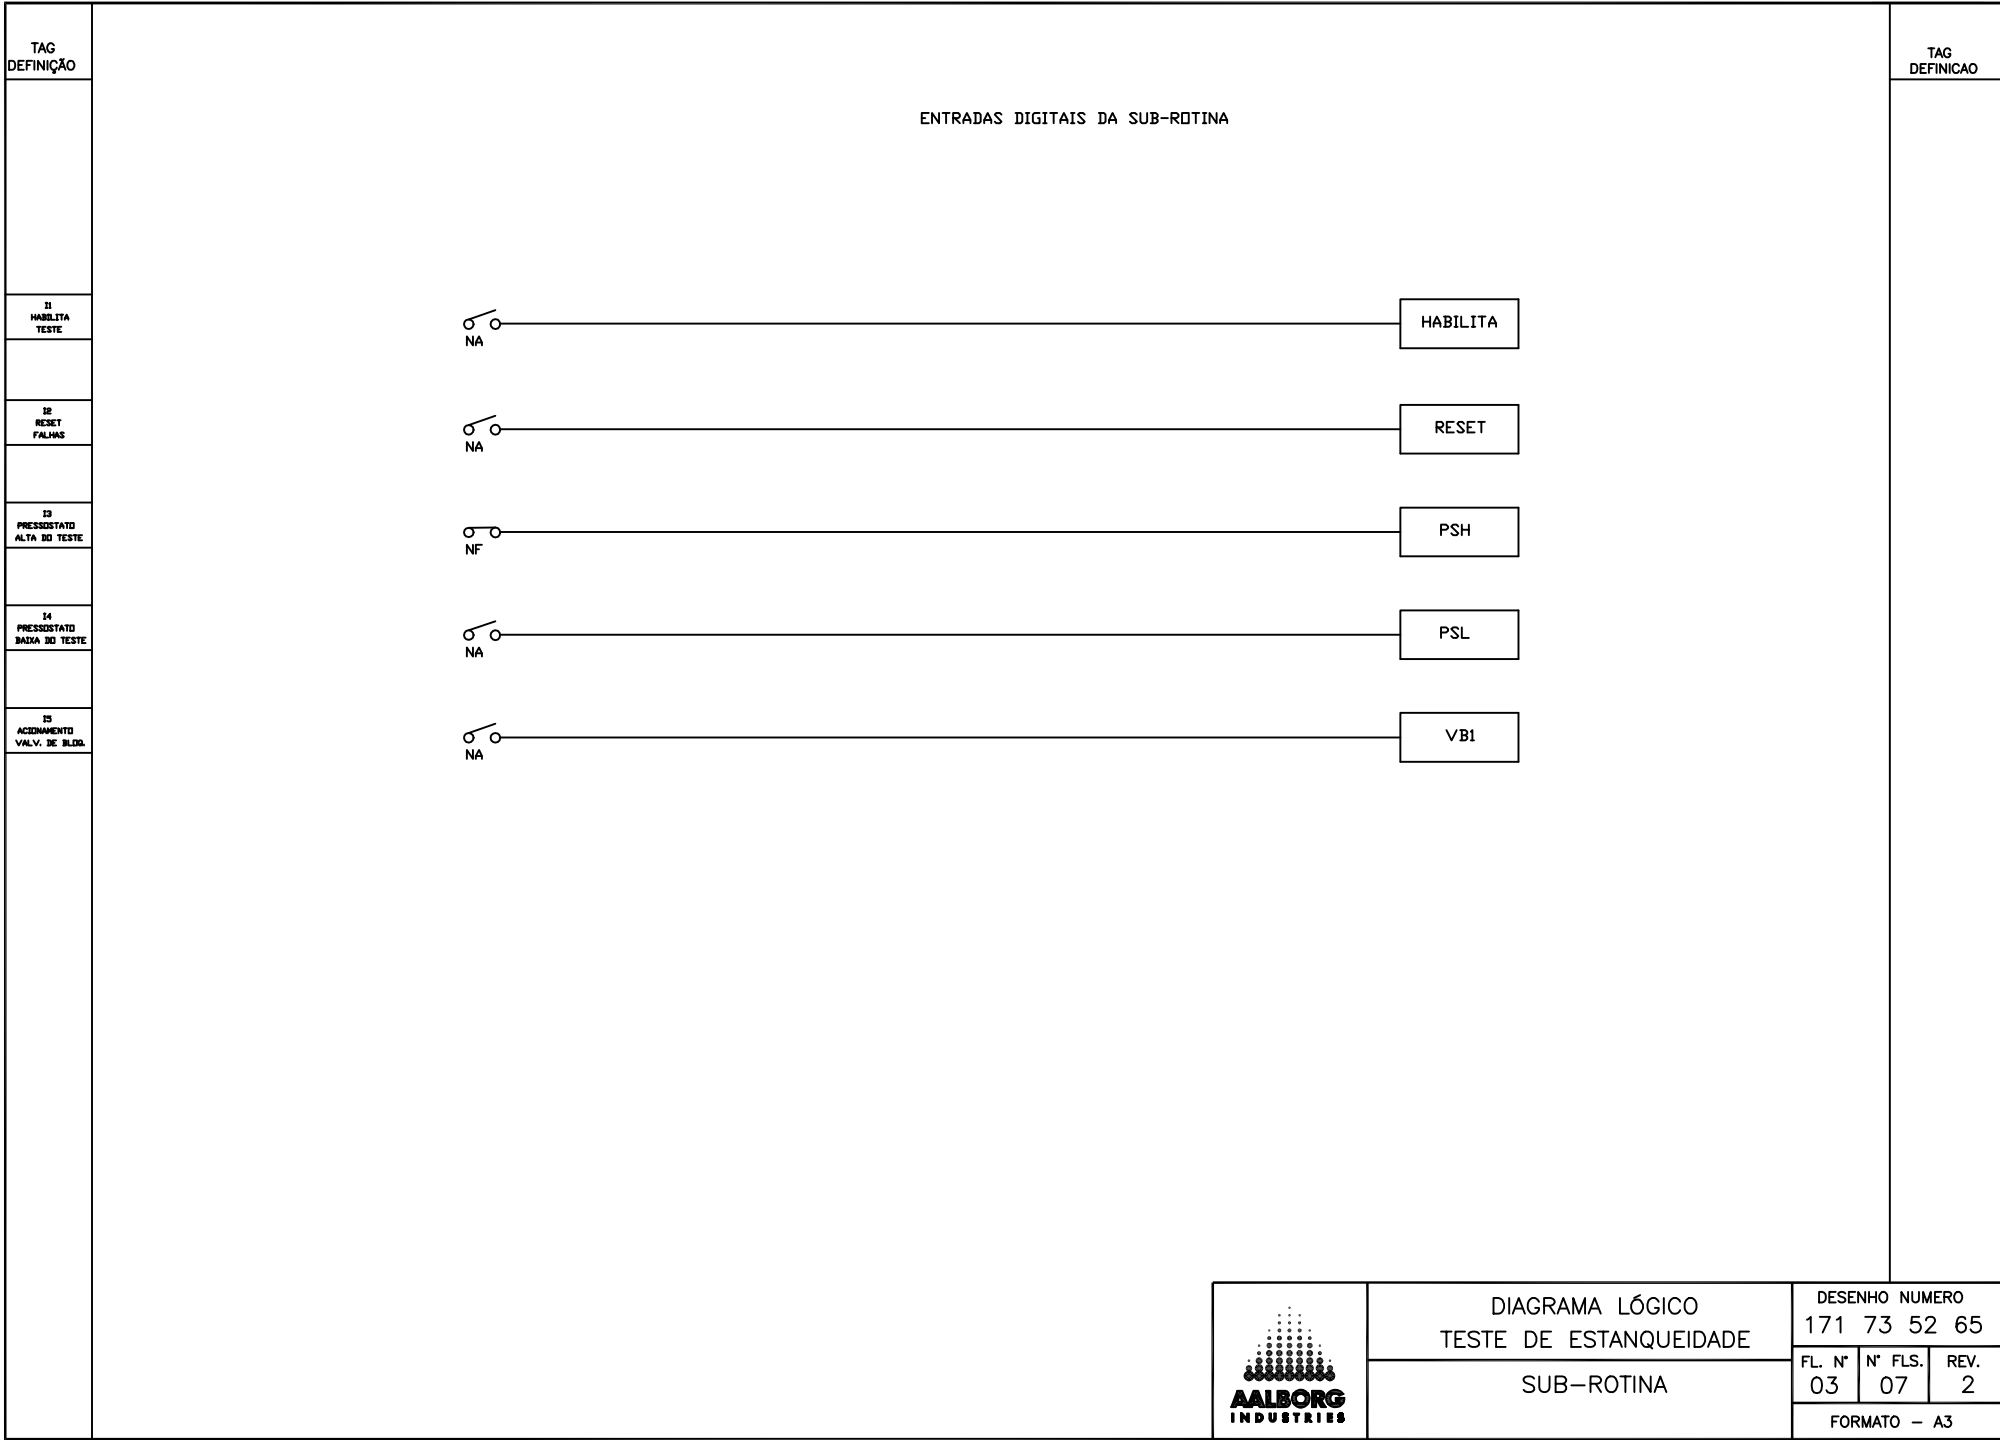 TAG
DEFINIÇÃO
TAG
DEFINICAO
ENTRADAS DIGITAIS DA SUB-ROTINA
I1
HABILITA
TESTE
NA
HABILITA
I2
RESET
FALHAS
NA
RESET
I3
PRESSOSTATO
ALTA DO TESTE
NF
PSH
I4
PRESSOSTATO
BAIXA DO TESTE
NA
PSL
I5
ACIONAMENTO
VALV. DE BLOQ.
NA
VB1
AALBORG
INDUSTRIES
DIAGRAMA LÓGICO
TESTE DE ESTANQUEIDADE
SUB-ROTINA
DESENHO NUMERO
171 73 52 65
FL. N° N° FLS. REV.
03 07 2
FORMATO - A3